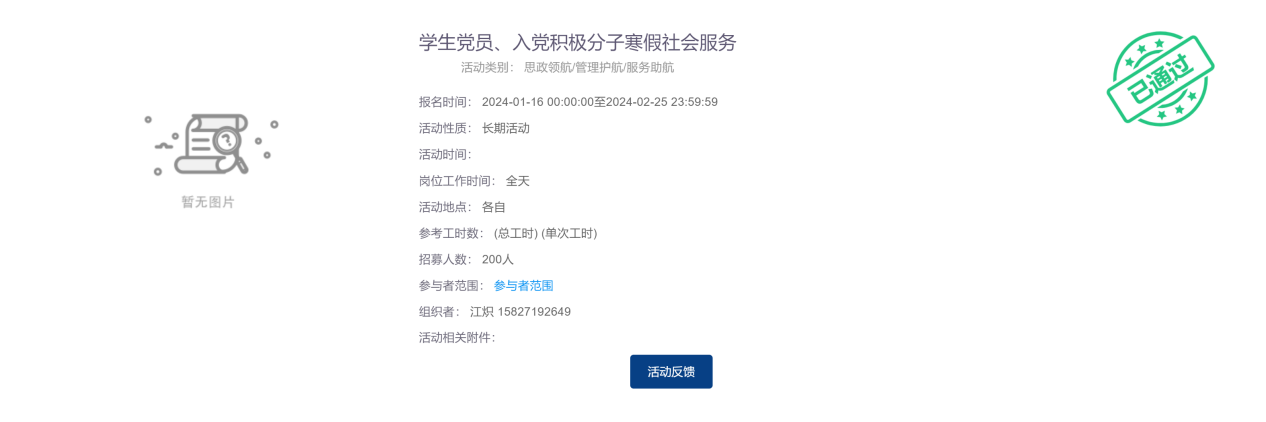 学生党员、入党积极分子寒假社会服务
活动类别： 思政领航/管理护航/服务助航
已通过
报名时间： 2024-01-16 00:00:00至2024-02-25 23:59:59
活动性质： 长期活动
活动时间：
岗位工作时间： 全天
暂无图片
活动地点： 各自
参考工时数： (总工时) (单次工时)
招募人数： 200人
参与者范围： 参与者范围
组织者： 江炽 15827192649
活动相关附件：
活动反馈